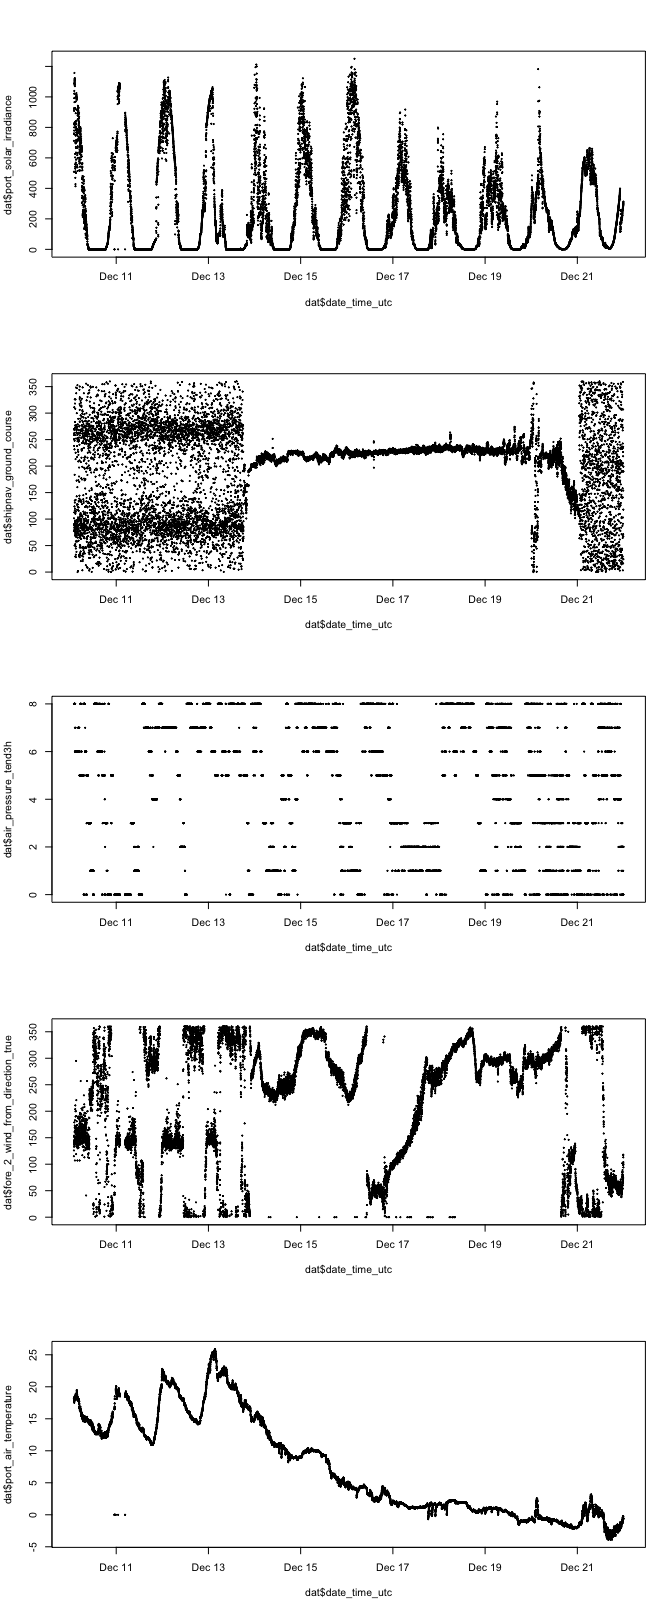 dat$port_solar_irradiance
0 200 400 600 800 1000
Dec 11 Dec 13 Dec 15 Dec 17 Dec 19 Dec 21
dat$date_time_utc
dat$shipnav_ground_course
0 50 100 150 200 250 300 350
Dec 11 Dec 13 Dec 15 Dec 17 Dec 19 Dec 21
dat$date_time_utc
dat$air_pressure_tend3h
0 2 4 6 8
Dec 11 Dec 13 Dec 15 Dec 17 Dec 19 Dec 21
dat$date_time_utc
dat$fore_2_wind_from_direction_true
0 50 100 150 200 250 300 350
Dec 11 Dec 13 Dec 15 Dec 17 Dec 19 Dec 21
dat$date_time_utc
dat$port_air_temperature
-5 0 5 10 15 20 25
Dec 11 Dec 13 Dec 15 Dec 17 Dec 19 Dec 21
dat$date_time_utc